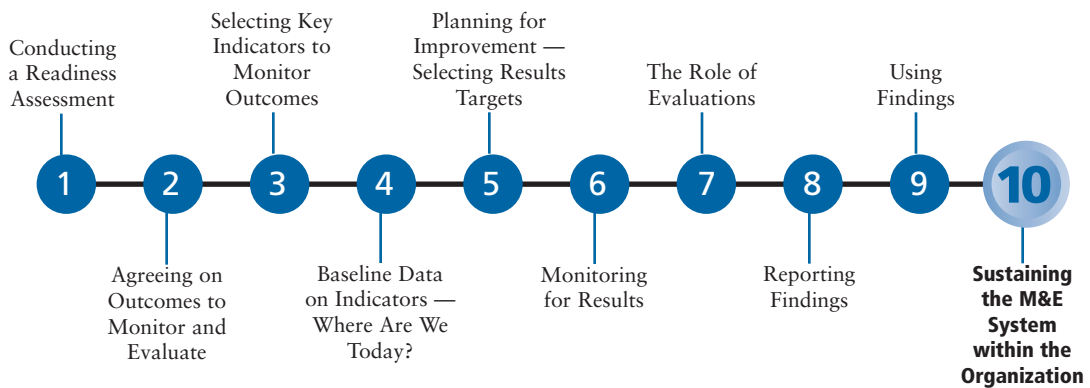 Conducting
a Readiness
Assessment
Selecting Key
Indicators to
Monitor
Outcomes
Planning for
Improvement —
Selecting Results
Targets
The Role of
Evaluations
Using
Findings
1 2 3 4 5 6 7 8 9 10
Agreeing on
Outcomes to
Monitor and
Evaluate
Baseline Data
on Indicators —
Where Are We
Today?
Monitoring
for Results
Reporting
Findings
Sustaining
the M&E
System
within the
Organization